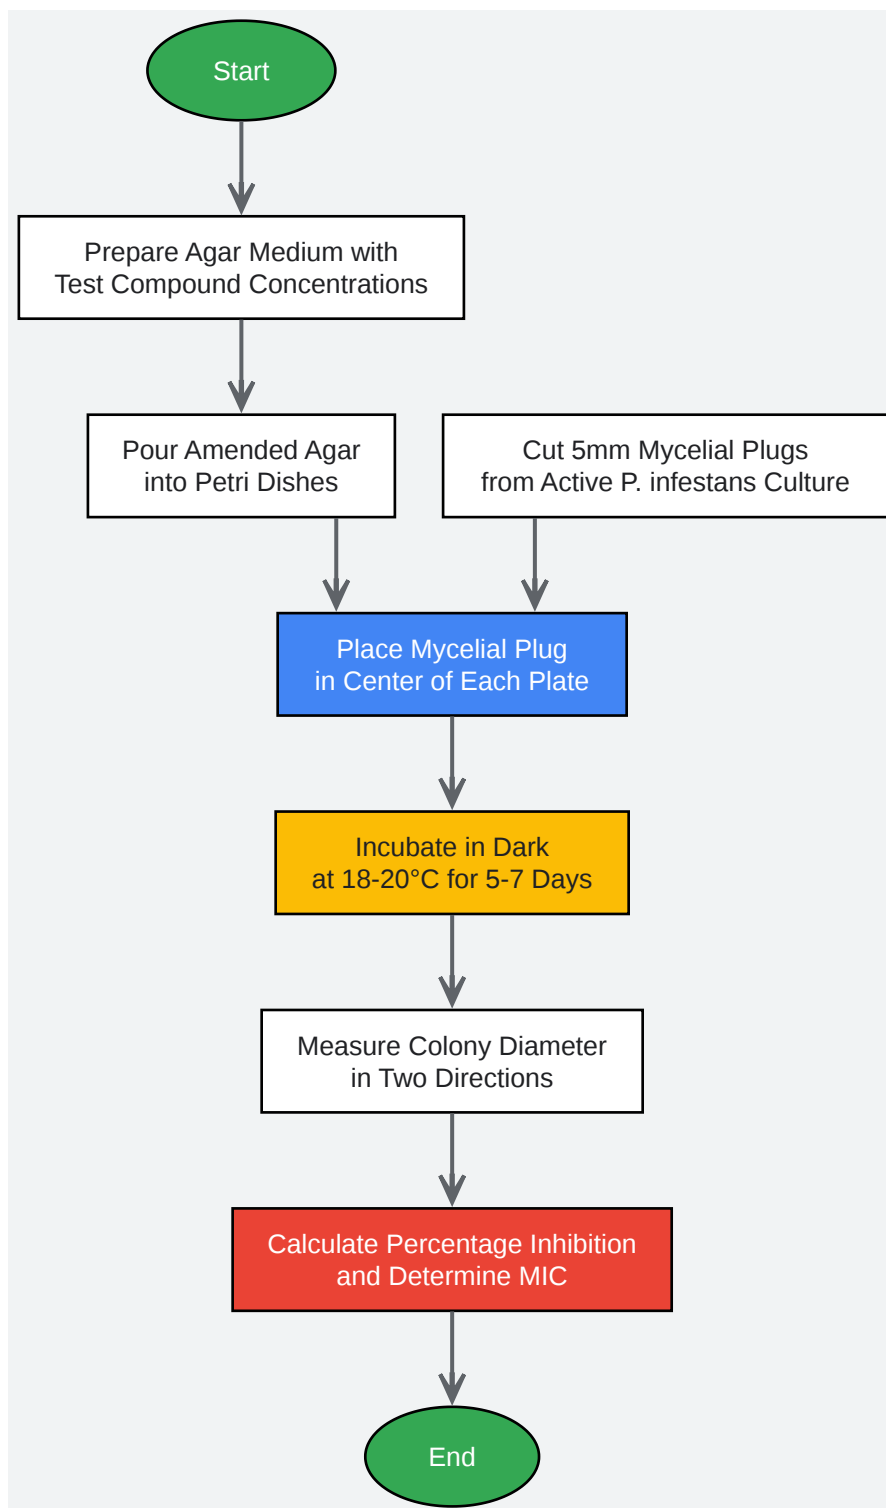 Start
Prepare Agar Medium with
Test Compound Concentrations
Pour Amended Agar
into Petri Dishes
Cut 5mm Mycelial Plugs
from Active P. infestans Culture
Place Mycelial Plug
in Center of Each Plate
Incubate in Dark
at 18-20°C for 5-7 Days
Measure Colony Diameter
in Two Directions
Calculate Percentage Inhibition
and Determine MIC
End